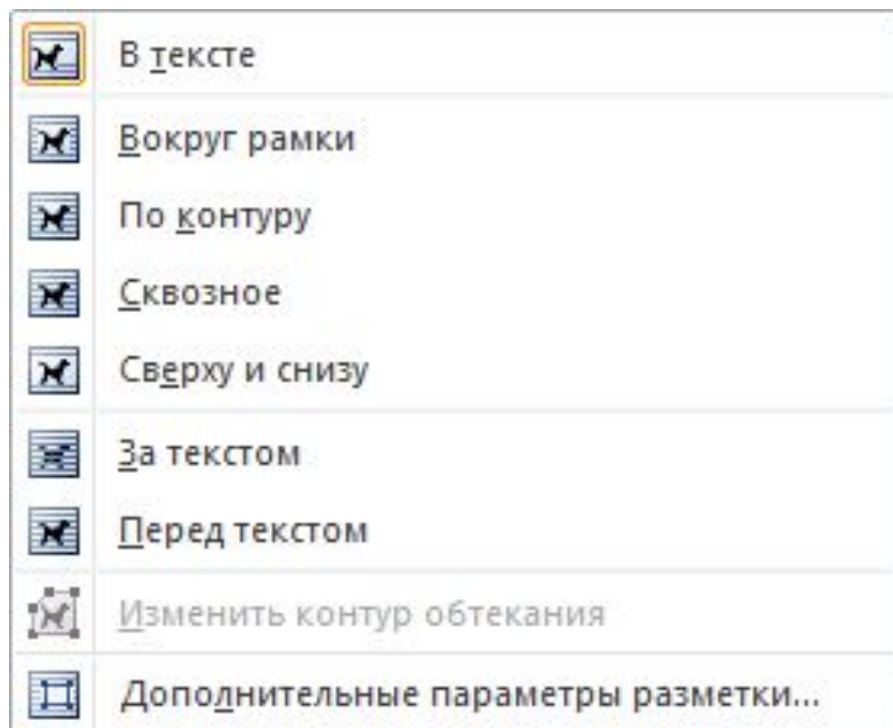 В тексте
Вокруг рамки
По контуру
Сквозное
Сверху и снизу
За текстом
Перед текстом
Изменить контур обтекания
Дополнительные параметры разметки...